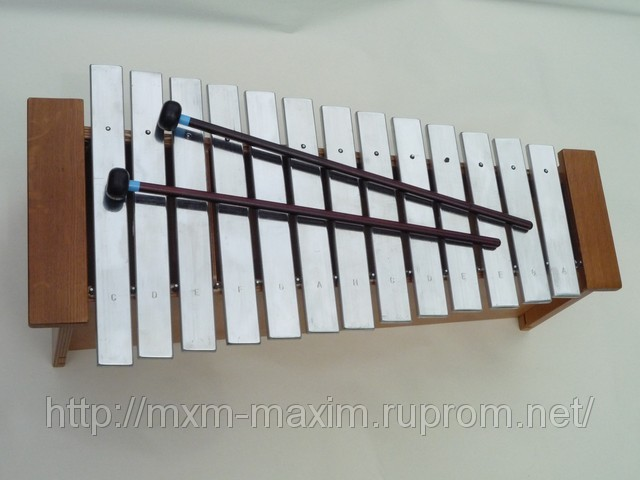 C D E F G A H C D E F G A
http://mxm-maxim.ruprom.net/